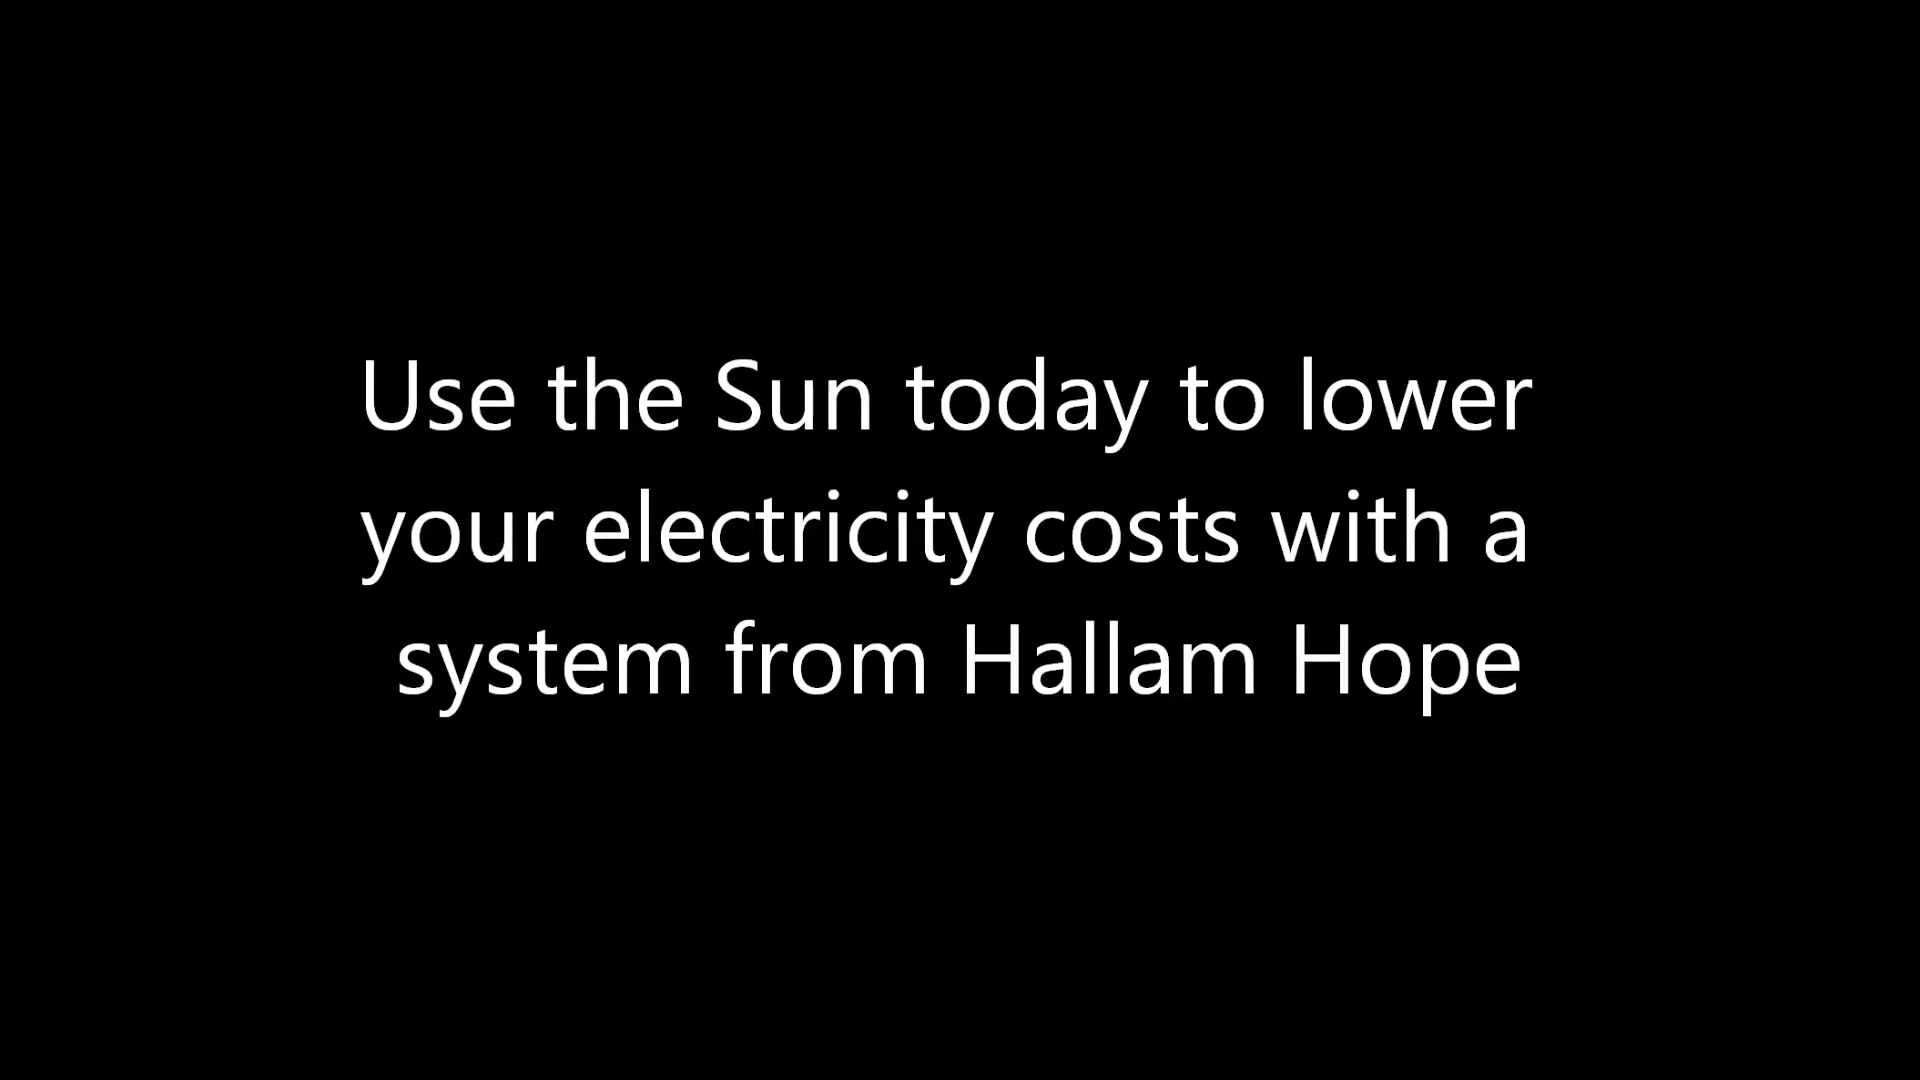 Use the Sun today to lower
your electricity costs with a
system from Hallam Hope